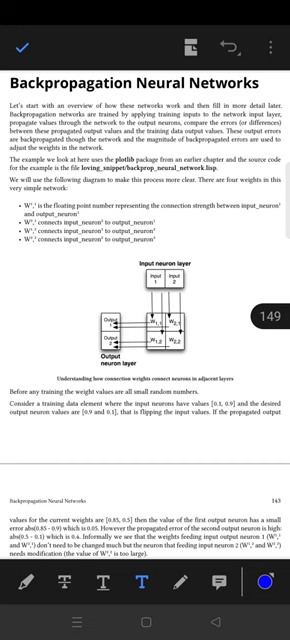 Backpropagation Neural Networks
Let's start with an overview of how these networks work and then fill in more detail later.
Backpropagation networks are trained by applying training inputs to the network input layer,
propagate values through the network to the output neurons, compare the errors (or differences)
between these propagated output values and the training data output values. These output errors
are backpropagated though the network and the magnitude of backpropagated errors are used to
adjust the weights in the network.
The example we look at here uses the plotlib package from an earlier chapter and the source code
for the example is the file loving_snippet/backprop_neural_network.lisp.
We will use the following diagram to make this process more clear. There are four weights in this
very simple network:
• W¹,¹ is the floating point number representing the connection strength between input_neuron¹
and output_neuron¹
• W²,¹ connects input_neuron² to output_neuron¹
• W¹,² connects input_neuron¹ to output_neuron²
• W²,² connects input_neuron² to output_neuron²
Input neuron layer
Input 1
Input 2
149
Output 1
W1,1
W2,1
Output 2
W1,2
W2,2
Output neuron layer
Understanding how connection weights connect neurons in adjacent layers
Before any training the weight values are all small random numbers.
Consider a training data element where the input neurons have values [0.1, 0.9] and the desired
output neuron values are [0.9 and 0.1], that is flipping the input values. If the propagated output
Backpropagation Neural Networks
143
values for the current weights are [0.85, 0.5] then the value of the first output neuron has a small
error abs(0.85 - 0.9) which is 0.05. However the propagated error of the second output neuron is high:
abs(0.5 - 0.1) which is 0.4. Informally we see that the weights feeding input output neuron 1 (W¹,¹
and W²,¹) don't need to be changed much but the neuron that feeding input neuron 2 (W¹,² and W²,²)
needs modification (the value of W²,² is too large).
T
T
T